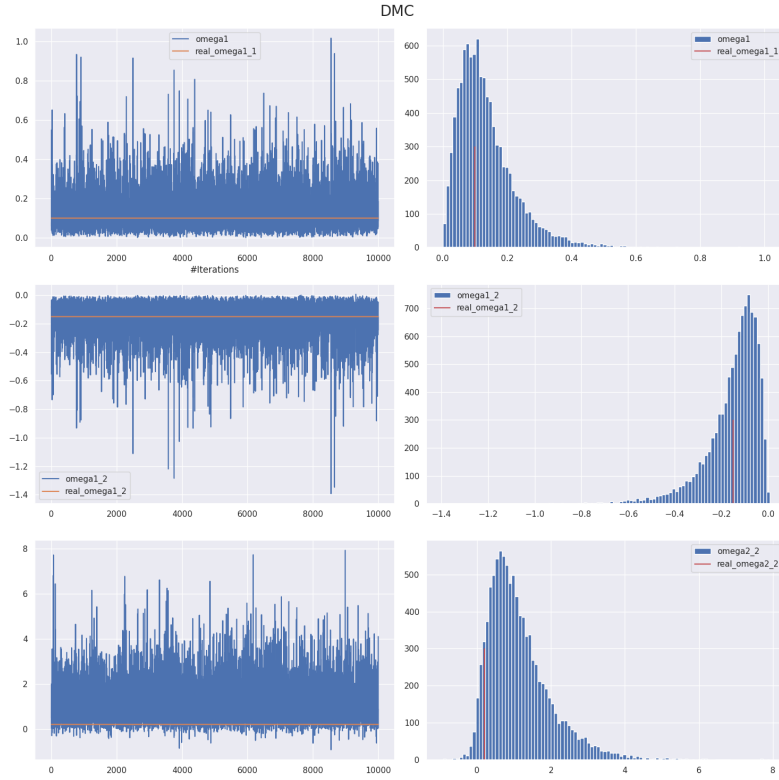 DMC
omega1
real_omega1_1
1.0
0.8
0.6
0.4
0.2
0.0
0 2000 4000 6000 8000 10000
#Iterations
omega1
real_omega1_1
600
500
400
300
200
100
0
0.0 0.2 0.4 0.6 0.8 1.0
0.0
−0.2
−0.4
−0.6
−0.8
−1.0
−1.2
−1.4
omega1_2
real_omega1_2
0 2000 4000 6000 8000 10000
omega1_2
real_omega1_2
700
600
500
400
300
200
100
0
−1.4 −1.2 −1.0 −0.8 −0.6 −0.4 −0.2 0.0
8
6
4
2
0
0 2000 4000 6000 8000 10000
omega2_2
real_omega2_2
500
400
300
200
100
0
0 2 4 6 8